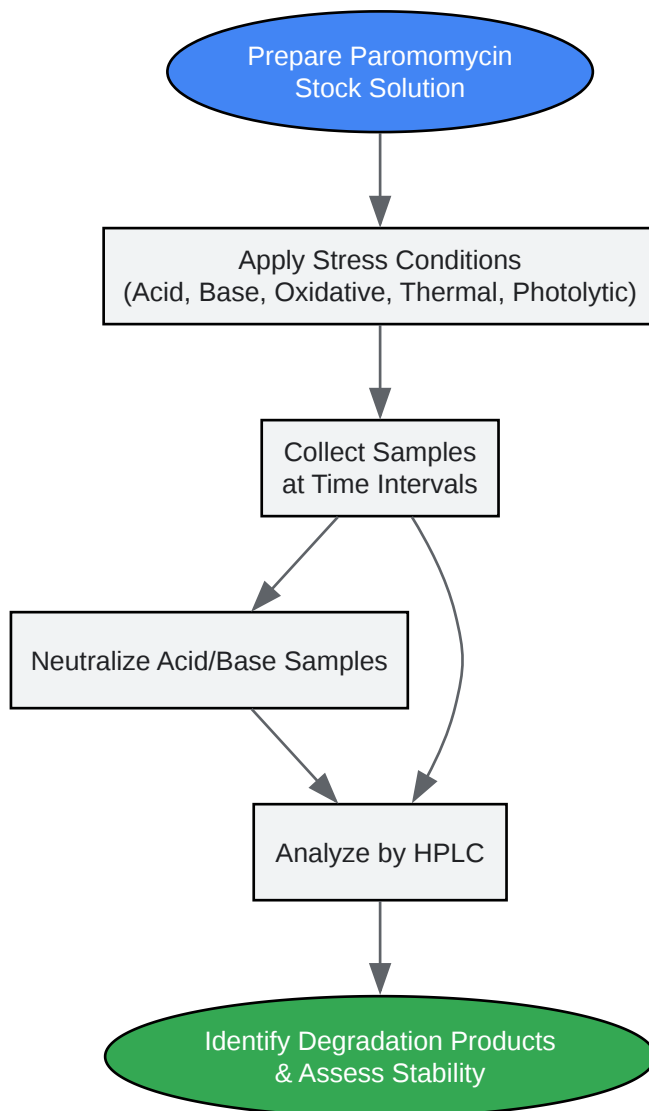 Prepare Paromomycin
Stock Solution
Apply Stress Conditions
(Acid, Base, Oxidative, Thermal, Photolytic)
Collect Samples
at Time Intervals
Neutralize Acid/Base Samples
Analyze by HPLC
Identify Degradation Products
& Assess Stability